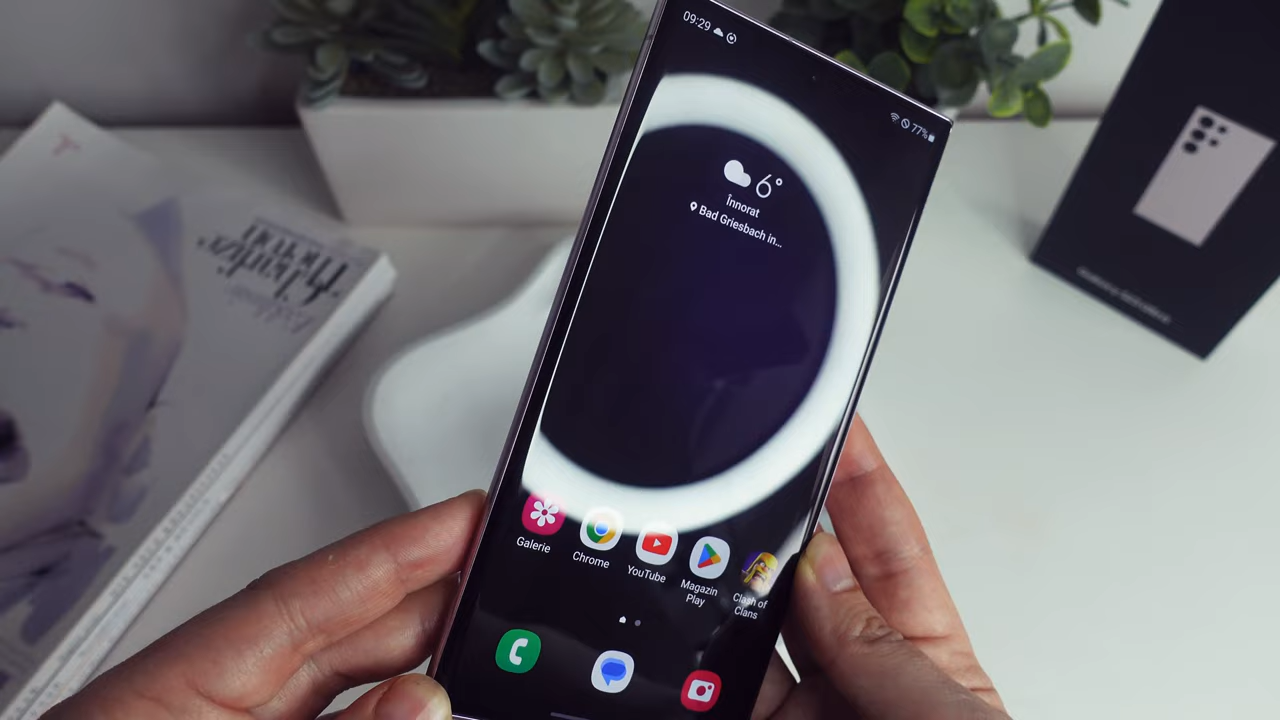 09:29
77%
6°
Înnorat
Bad Griesbach in...
Galerie
Chrome
YouTube
Magazin
Play
Clash of
Clans